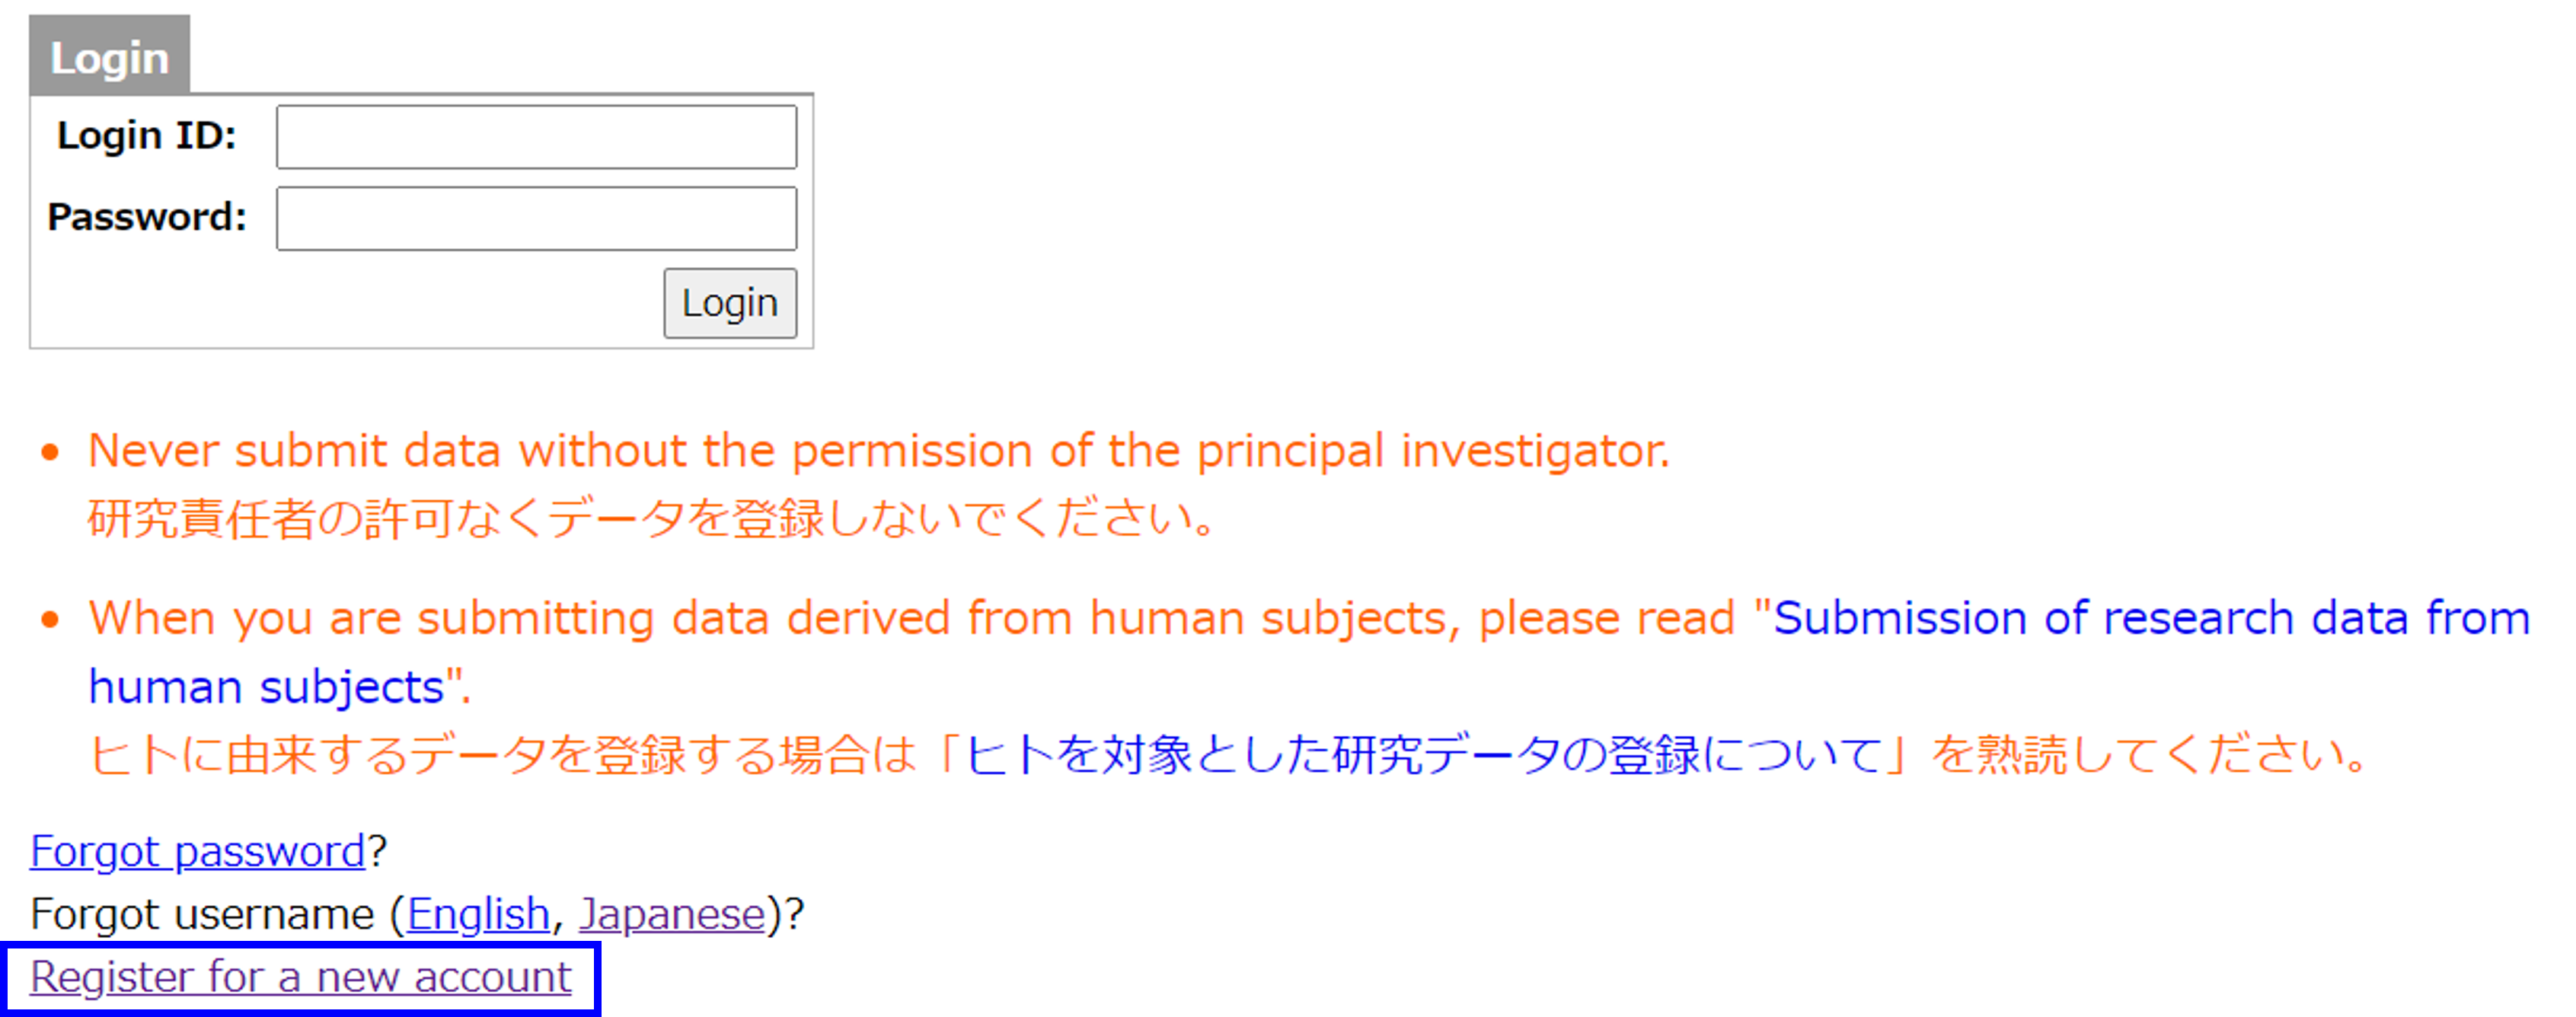 Login
Login ID:
Password:
Login
• Never submit data without the permission of the principal investigator.
研究責任者の許可なくデータを登録しないでください。
• When you are submitting data derived from human subjects, please read "Submission of research data from
human subjects".
ヒトに由来するデータを登録する場合は「ヒトを対象とした研究データの登録について」を熟読してください。
Forgot password?
Forgot username (English, Japanese)?
Register for a new account